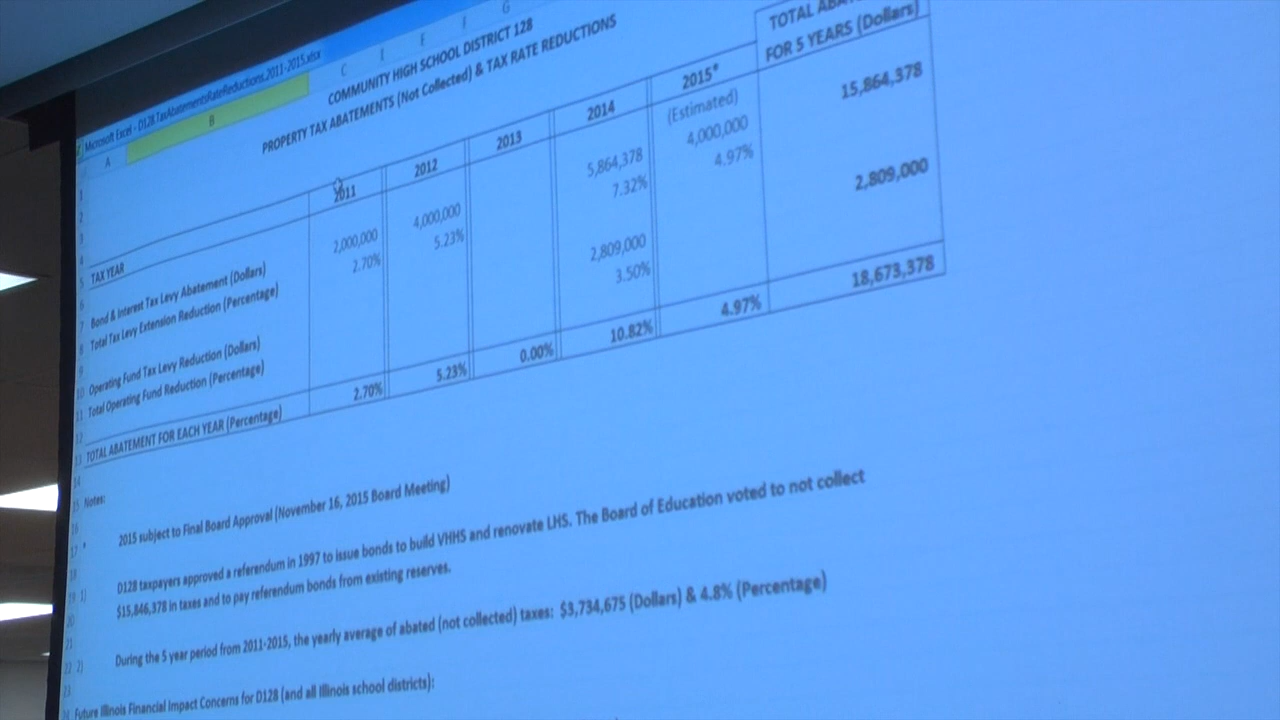 Microsoft Excel - D128.TaxAbatementsRateReductions.2011-2015.xlsx
A B C E F G
COMMUNITY HIGH SCHOOL DISTRICT 128
PROPERTY TAX ABATEMENTS (Not Collected) & TAX RATE REDUCTIONS
TOTAL
FOR 5 YEARS (Dollars)
TAX YEAR 2011 2012 2013 2014 2015*
(Estimated)
Bond & Interest Tax Levy Abatement (Dollars) 2,000,000 4,000,000 5,864,378 4,000,000 15,864,378
Total Tax Levy Extension Reduction (Percentage) 2.70% 5.23% 7.32% 4.97%
Operating Fund Tax Levy Reduction (Dollars) 2,809,000 2,809,000
Total Operating Fund Reduction (Percentage) 3.50%
TOTAL ABATEMENT FOR EACH YEAR (Percentage) 2.70% 5.23% 0.00% 10.82% 4.97% 18,673,378
Notes:
* 2015 subject to Final Board Approval (November 16, 2015 Board Meeting)
1) D128 taxpayers approved a referendum in 1997 to issue bonds to build VHHS and renovate LHS. The Board of Education voted to not collect
$15,846,378 in taxes and to pay referendum bonds from existing reserves.
2) During the 5 year period from 2011-2015, the yearly average of abated (not collected) taxes: $3,734,675 (Dollars) & 4.8% (Percentage)
Future Illinois Financial Impact Concerns for D128 (and all Illinois school districts):